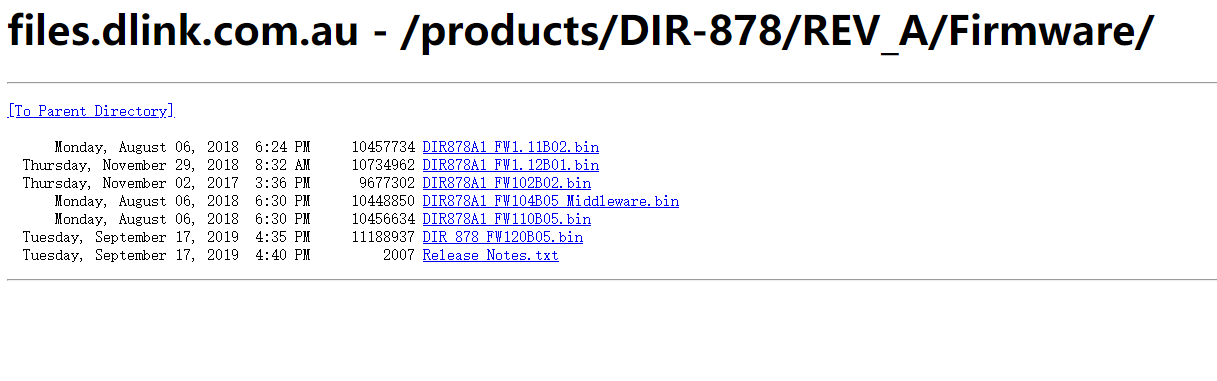 files.dlink.com.au - /products/DIR-878/REV_A/Firmware/
[To Parent Directory]
Monday, August 06, 2018 6:24 PM 10457734 DIR878A1_FW1.11B02.bin
Thursday, November 29, 2018 8:32 AM 10734962 DIR878A1_FW1.12B01.bin
Thursday, November 02, 2017 3:36 PM 9677302 DIR878A1_FW102B02.bin
Monday, August 06, 2018 6:30 PM 10448850 DIR878A1_FW104B05_Middleware.bin
Monday, August 06, 2018 6:30 PM 10456634 DIR878A1_FW110B05.bin
Tuesday, September 17, 2019 4:35 PM 11188937 DIR_878_FW120B05.bin
Tuesday, September 17, 2019 4:40 PM 2007 Release_Notes.txt